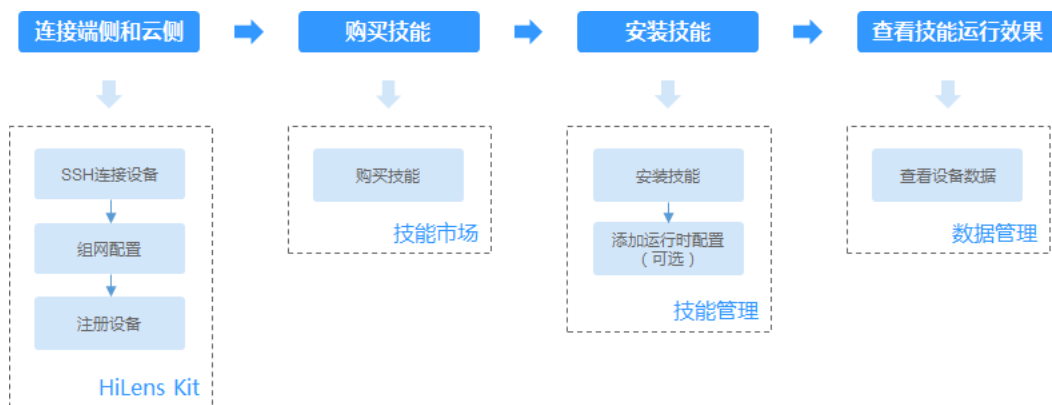 连接端侧和云侧
购买技能
安装技能
查看技能运行效果
SSH连接设备
组网配置
注册设备
HiLens Kit
购买技能
技能市场
安装技能
添加运行时配置
（可选）
技能管理
查看设备数据
数据管理